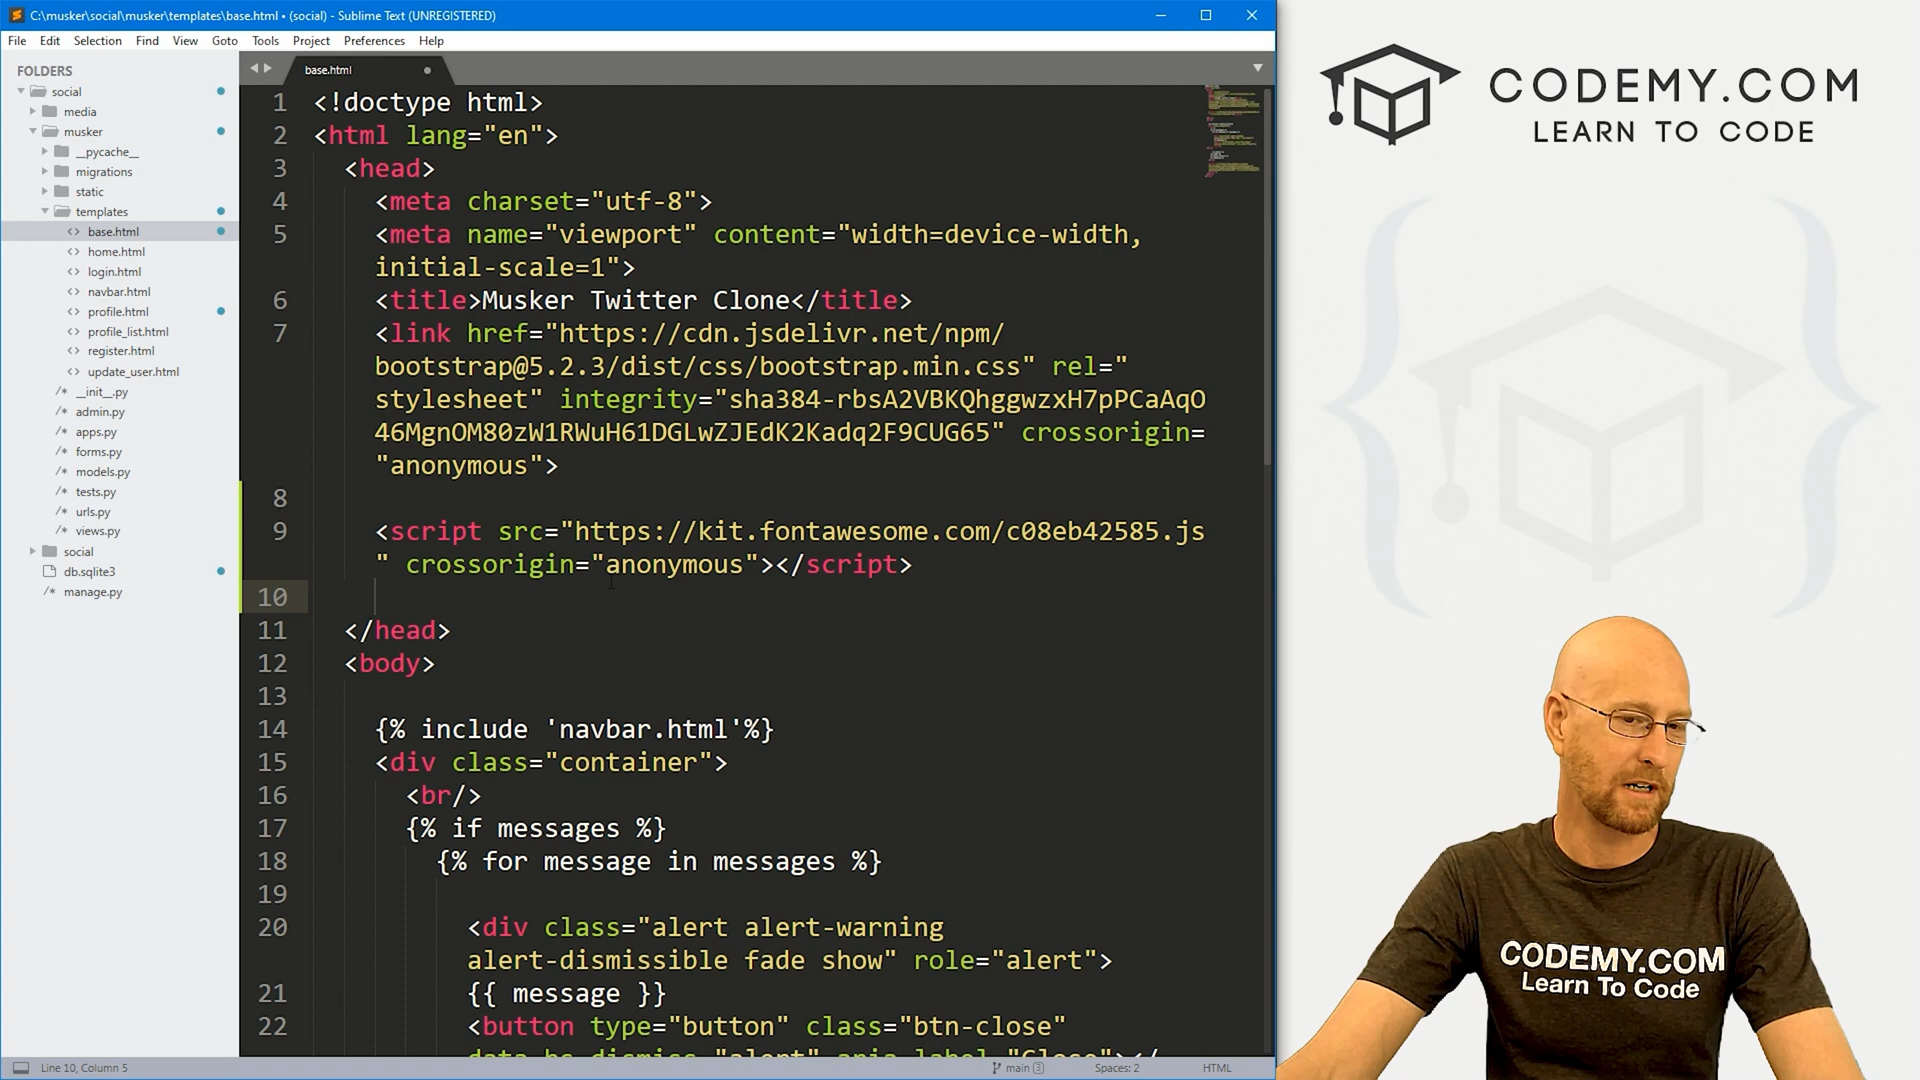 C:\musker\social\musker\templates\base.html • (social) - Sublime Text (UNREGISTERED)
File Edit Selection Find View Goto Tools Project Preferences Help
FOLDERS
social
media
musker
__pycache__
migrations
static
templates
base.html
home.html
login.html
navbar.html
profile.html
profile_list.html
register.html
update_user.html
__init__.py
admin.py
apps.py
forms.py
models.py
tests.py
urls.py
views.py
social
db.sqlite3
manage.py
base.html
1 <!doctype html>
2 <html lang="en">
3 <head>
4 <meta charset="utf-8">
5 <meta name="viewport" content="width=device-width,
initial-scale=1">
6 <title>Musker Twitter Clone</title>
7 <link href="https://cdn.jsdelivr.net/npm/
bootstrap@5.2.3/dist/css/bootstrap.min.css" rel="
stylesheet" integrity="sha384-rbsA2VBKQhggwzxH7pPCaAqO
46MgnOM80zW1RWuH61DGLwZJEdK2Kadq2F9CUG65" crossorigin=
"anonymous">
8
9 <script src="https://kit.fontawesome.com/c08eb42585.js
" crossorigin="anonymous"></script>
10
11 </head>
12 <body>
13
14 {% include 'navbar.html'%}
15 <div class="container">
16 <br/>
17 {% if messages %}
18 {% for message in messages %}
19
20 <div class="alert alert-warning
alert-dismissible fade show" role="alert">
21 {{ message }}
22 <button type="button" class="btn-close"
data-bs-dismiss="alert" aria-label="Close"></
Line 10, Column 5
main 3
Spaces: 2
HTML
CODEMY.COM
LEARN TO CODE
CODEMY.COM
Learn To Code